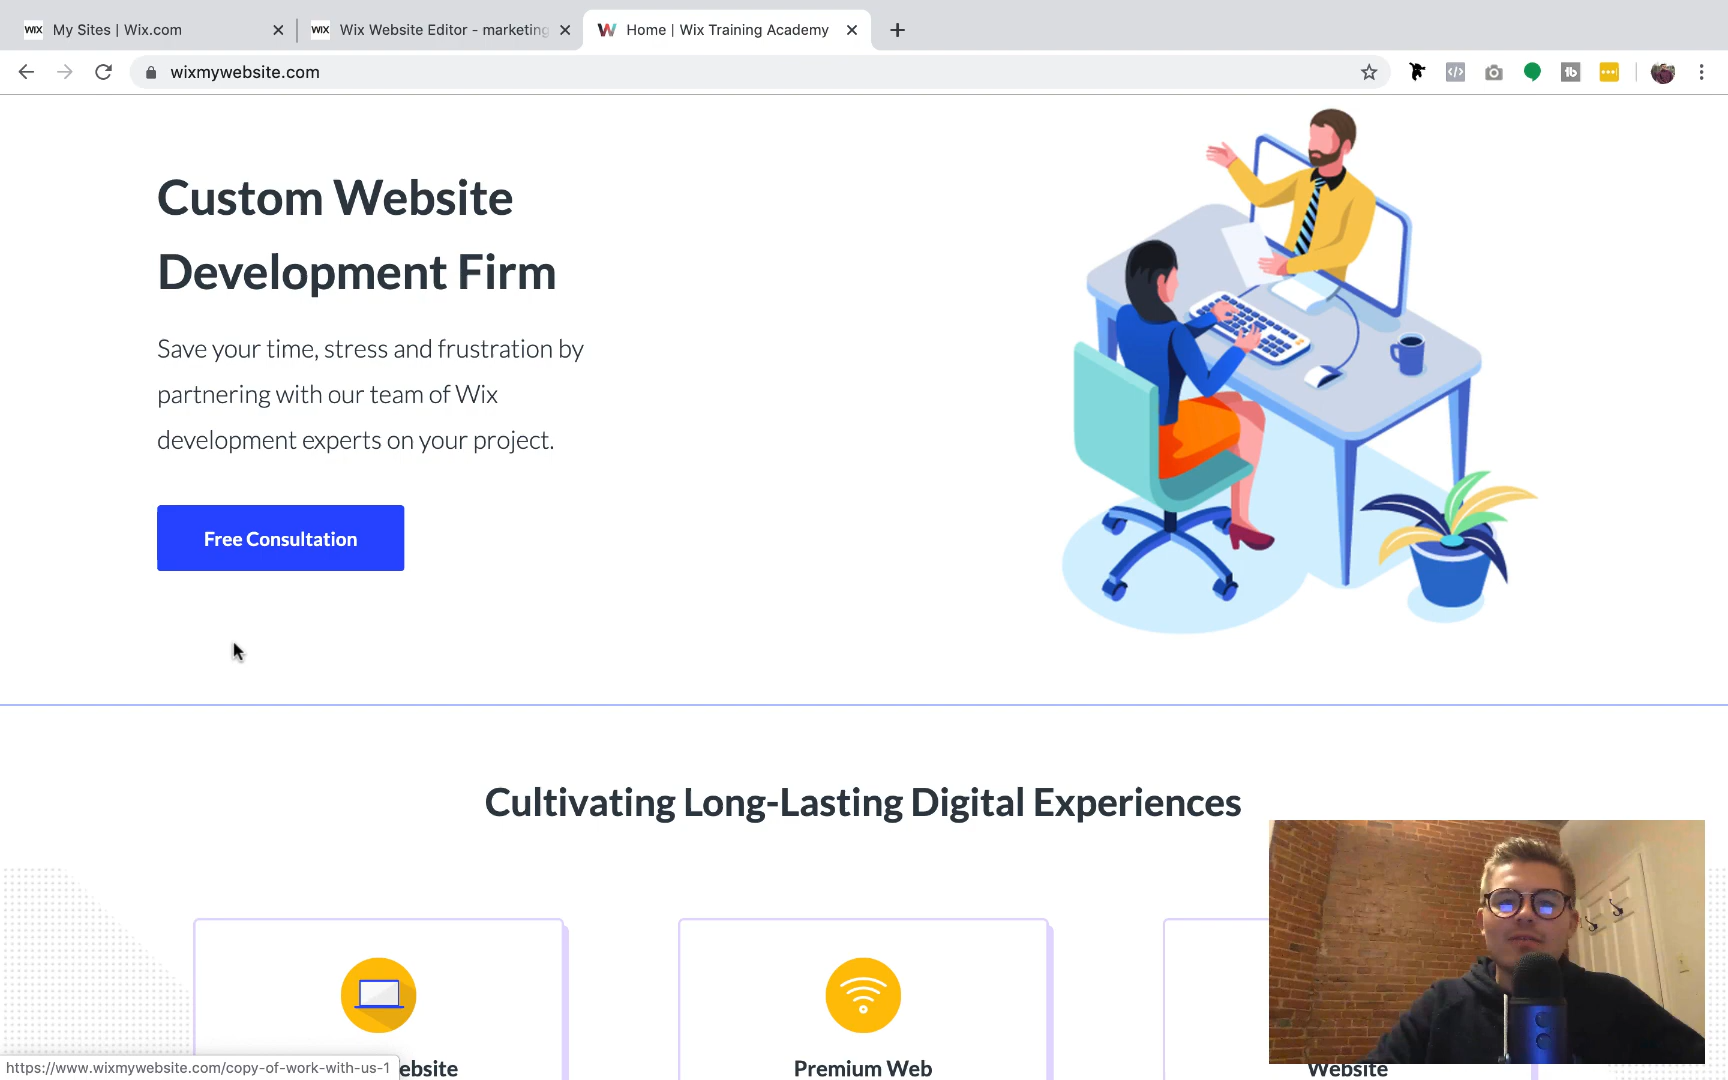 WIX My Sites | Wix.com
WIX Wix Website Editor - marketing
Home | Wix Training Academy
wixmywebsite.com
Custom Website
Development Firm
Save your time, stress and frustration by
partnering with our team of Wix
development experts on your project.
Free Consultation
Cultivating Long-Lasting Digital Experiences
ebsite
Premium Web
Website
https://www.wixmywebsite.com/copy-of-work-with-us-1